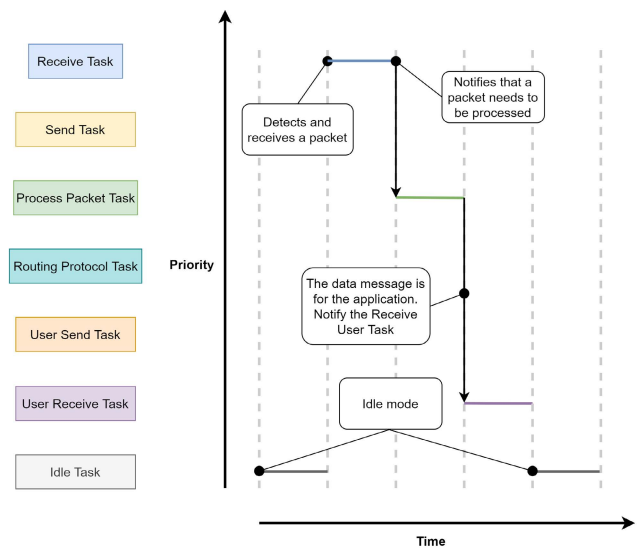 Receive Task
Send Task
Process Packet Task
Routing Protocol Task
User Send Task
User Receive Task
Idle Task
Priority
Detects and
receives a packet
Notifies that a
packet needs to
be processed
The data message is
for the application.
Notify the Receive
User Task
Idle mode
Time